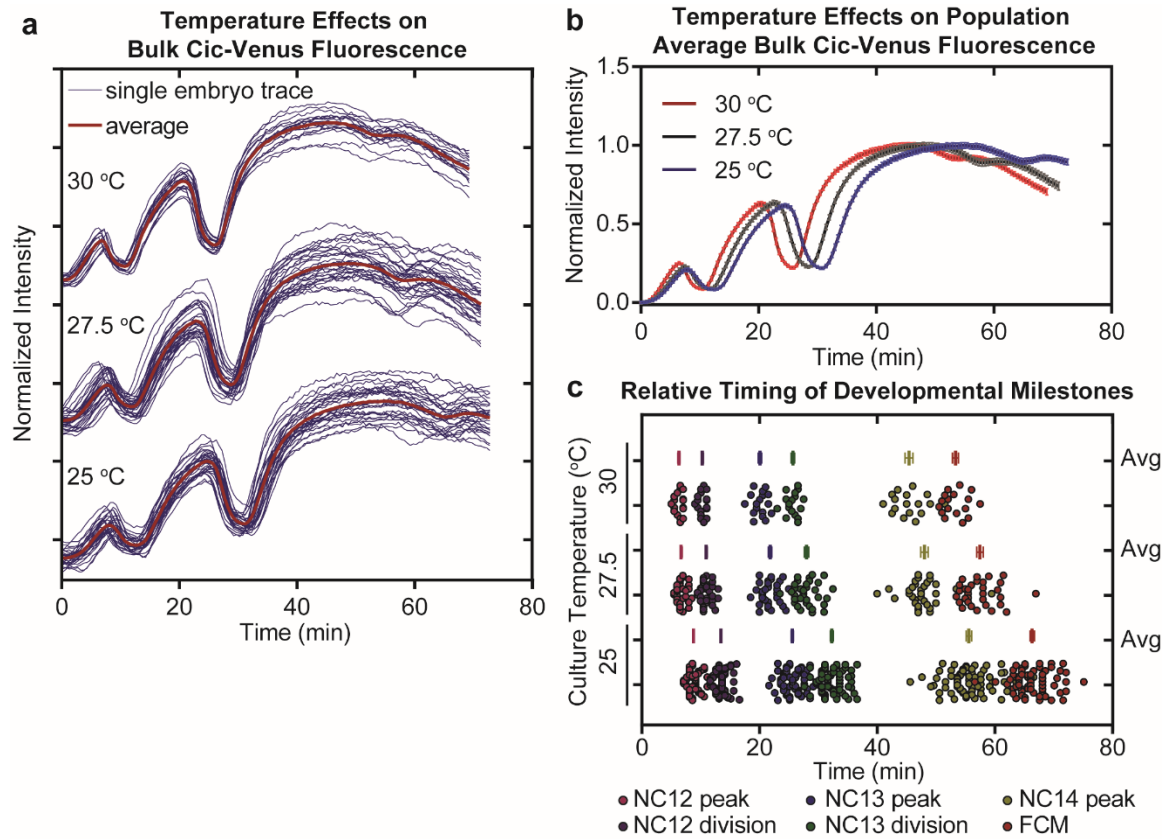 a
Temperature Effects on
Bulk Cic-Venus Fluorescence
single embryo trace
average
30 °C
27.5 °C
25 °C
Normalized Intensity
0 20 40 60 80
Time (min)
b
Temperature Effects on Population
Average Bulk Cic-Venus Fluorescence
1.5
1.0
0.5
0.0
Normalized Intensity
30 °C
27.5 °C
25 °C
0 20 40 60 80
Time (min)
c
Relative Timing of Developmental Milestones
Culture Temperature (°C)
30
27.5
25
Avg
Avg
Avg
0 20 40 60 80
Time (min)
NC12 peak NC13 peak NC14 peak
NC12 division NC13 division FCM